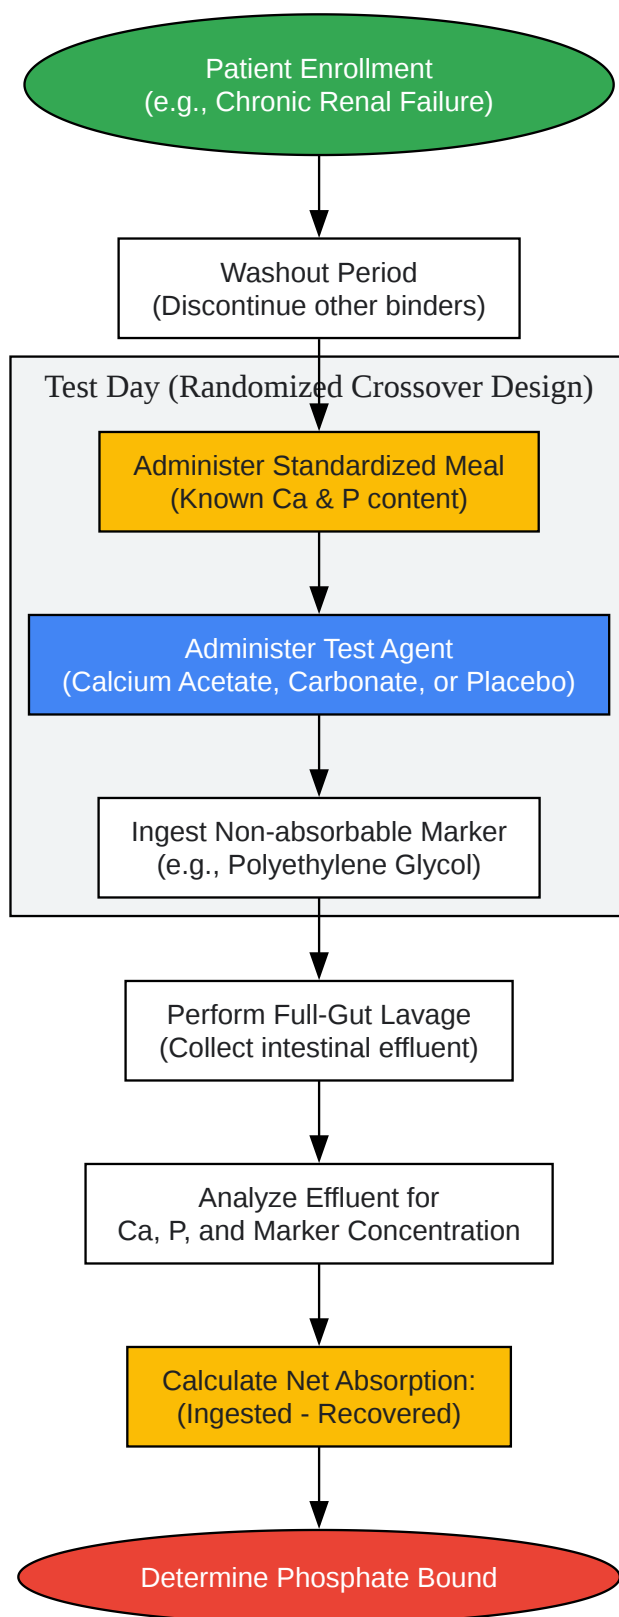 Patient Enrollment
(e.g., Chronic Renal Failure)
Washout Period
(Discontinue other binders)
Test Day (Randomized Crossover Design)
Administer Standardized Meal
(Known Ca & P content)
Administer Test Agent
(Calcium Acetate, Carbonate, or Placebo)
Ingest Non-absorbable Marker
(e.g., Polyethylene Glycol)
Perform Full-Gut Lavage
(Collect intestinal effluent)
Analyze Effluent for
Ca, P, and Marker Concentration
Calculate Net Absorption:
(Ingested - Recovered)
Determine Phosphate Bound